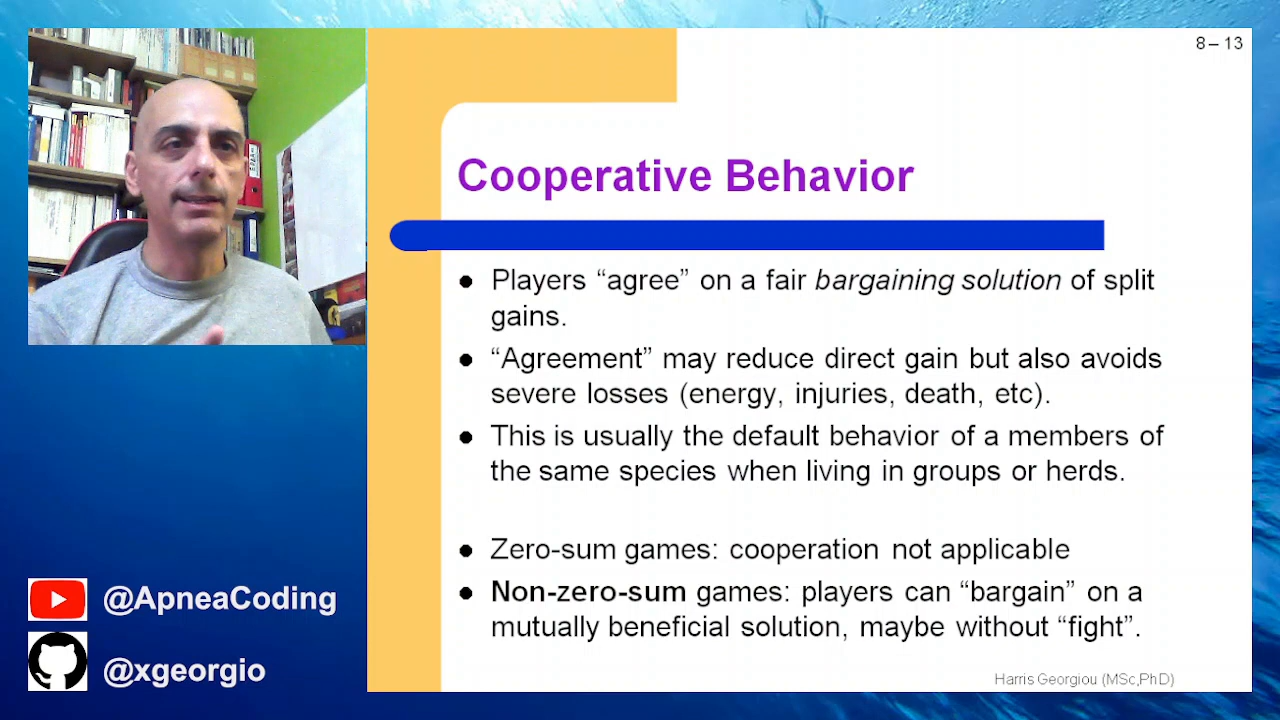 8 – 13
Cooperative Behavior
● Players “agree” on a fair bargaining solution of split
gains.
● “Agreement” may reduce direct gain but also avoids
severe losses (energy, injuries, death, etc).
● This is usually the default behavior of a members of
the same species when living in groups or herds.
● Zero-sum games: cooperation not applicable
● Non-zero-sum games: players can “bargain” on a
mutually beneficial solution, maybe without “fight”.
Harris Georgiou (MSc,PhD)
@ApneaCoding
@xgeorgio